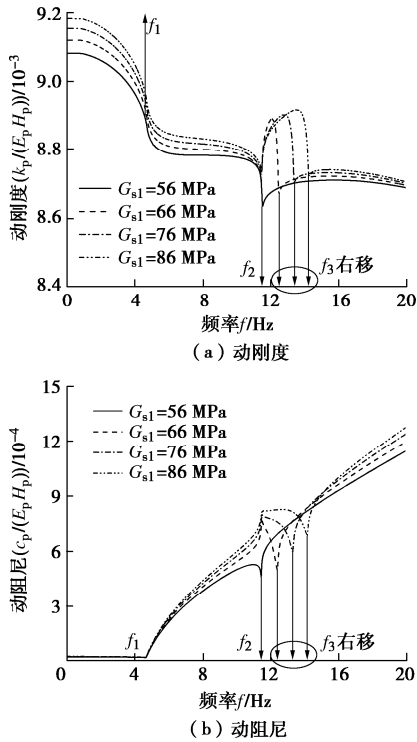 9.2
9.0
8.8
8.6
8.4
动刚度(kp/(EpHp))/10⁻³
f₁
Gs1=56 MPa
Gs1=66 MPa
Gs1=76 MPa
Gs1=86 MPa
f₂
f₃右移
0 4 8 12 16 20
频率f/Hz
(a) 动刚度
15
12
9
6
3
动阻尼(cp/(EpHp))/10⁻⁴
Gs1=56 MPa
Gs1=66 MPa
Gs1=76 MPa
Gs1=86 MPa
f₁
f₂
f₃右移
0 4 8 12 16 20
频率f/Hz
(b) 动阻尼